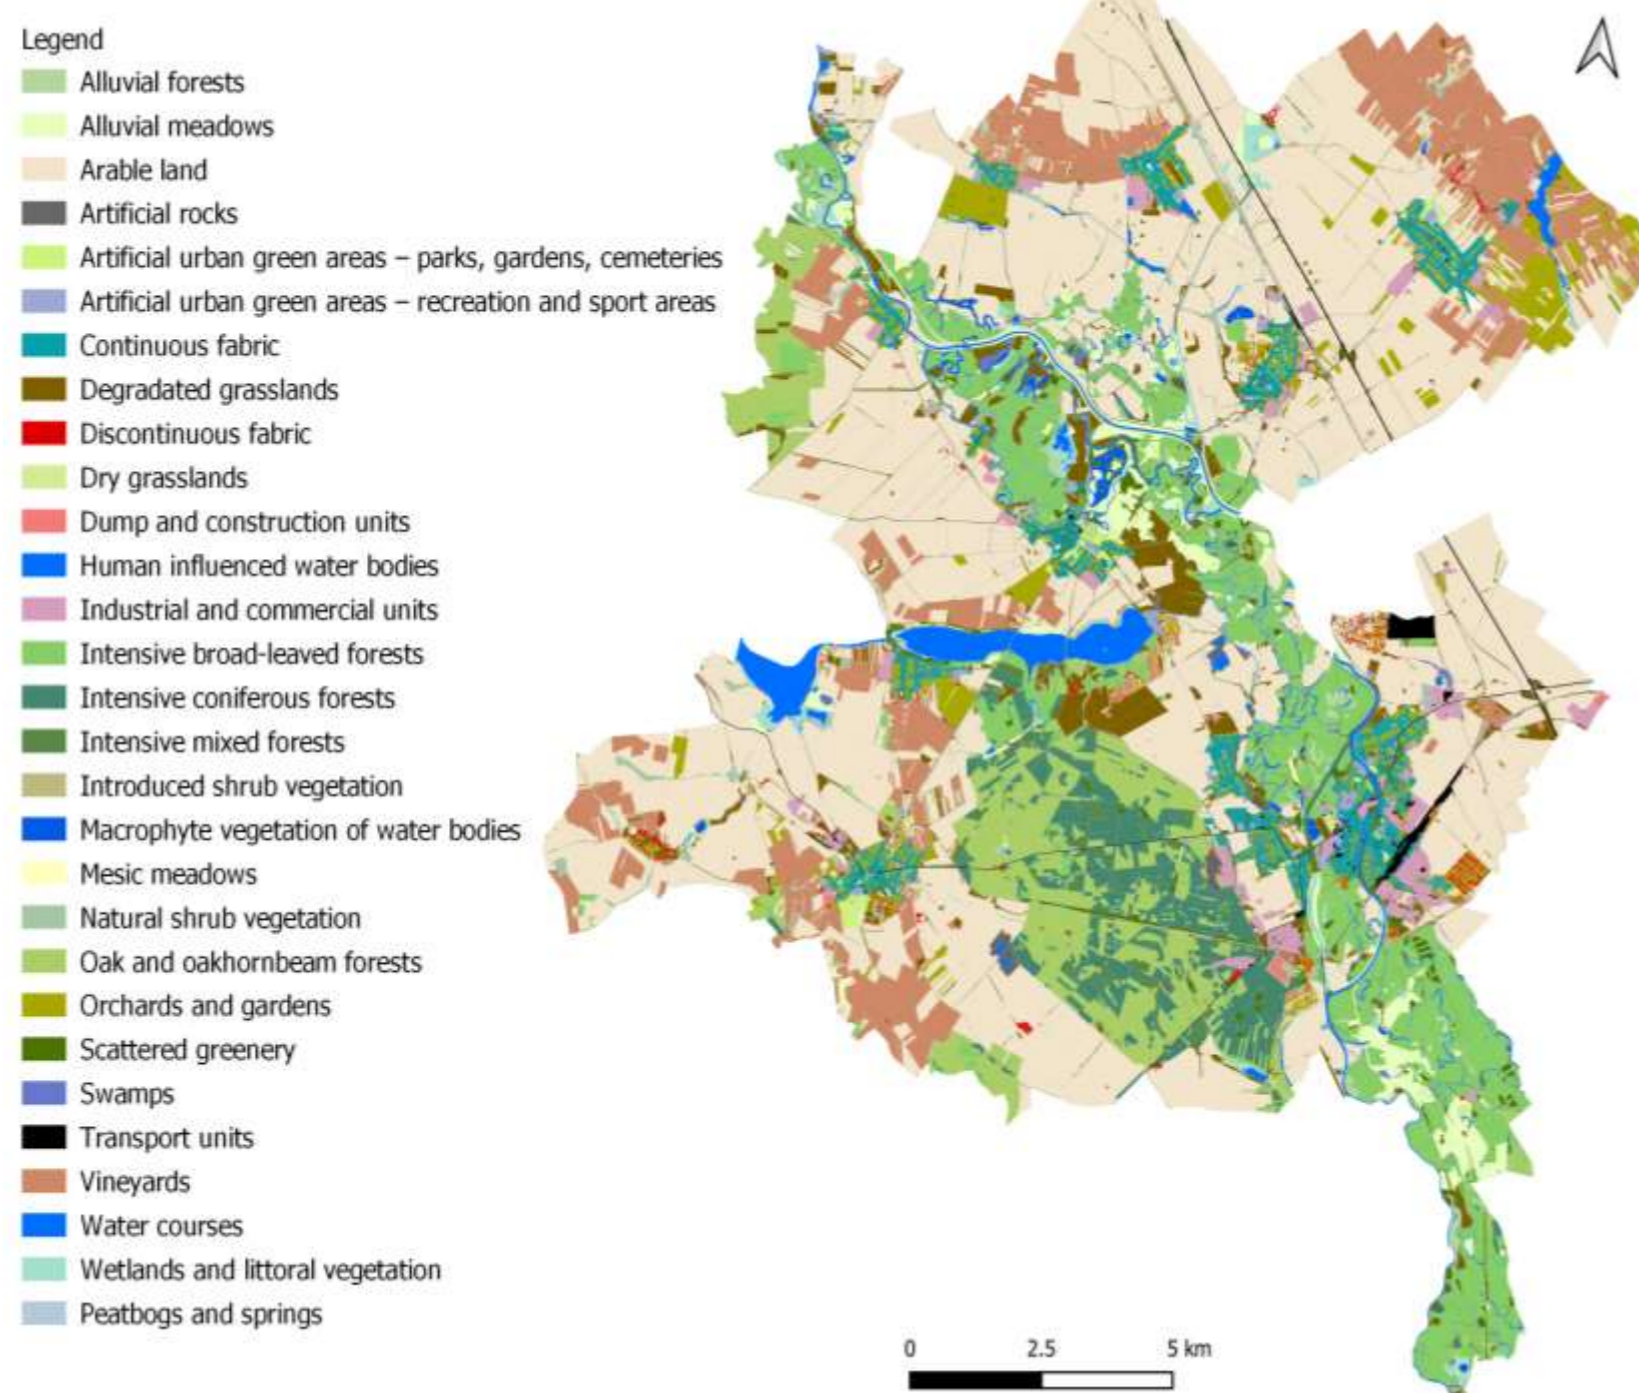 Legend
Alluvial forests
Alluvial meadows
Arable land
Artificial rocks
Artificial urban green areas – parks, gardens, cemeteries
Artificial urban green areas – recreation and sport areas
Continuous fabric
Degradated grasslands
Discontinuous fabric
Dry grasslands
Dump and construction units
Human influenced water bodies
Industrial and commercial units
Intensive broad-leaved forests
Intensive coniferous forests
Intensive mixed forests
Introduced shrub vegetation
Macrophyte vegetation of water bodies
Mesic meadows
Natural shrub vegetation
Oak and oakhornbeam forests
Orchards and gardens
Scattered greenery
Swamps
Transport units
Vineyards
Water courses
Wetlands and littoral vegetation
Peatbogs and springs
0 2.5 5 km